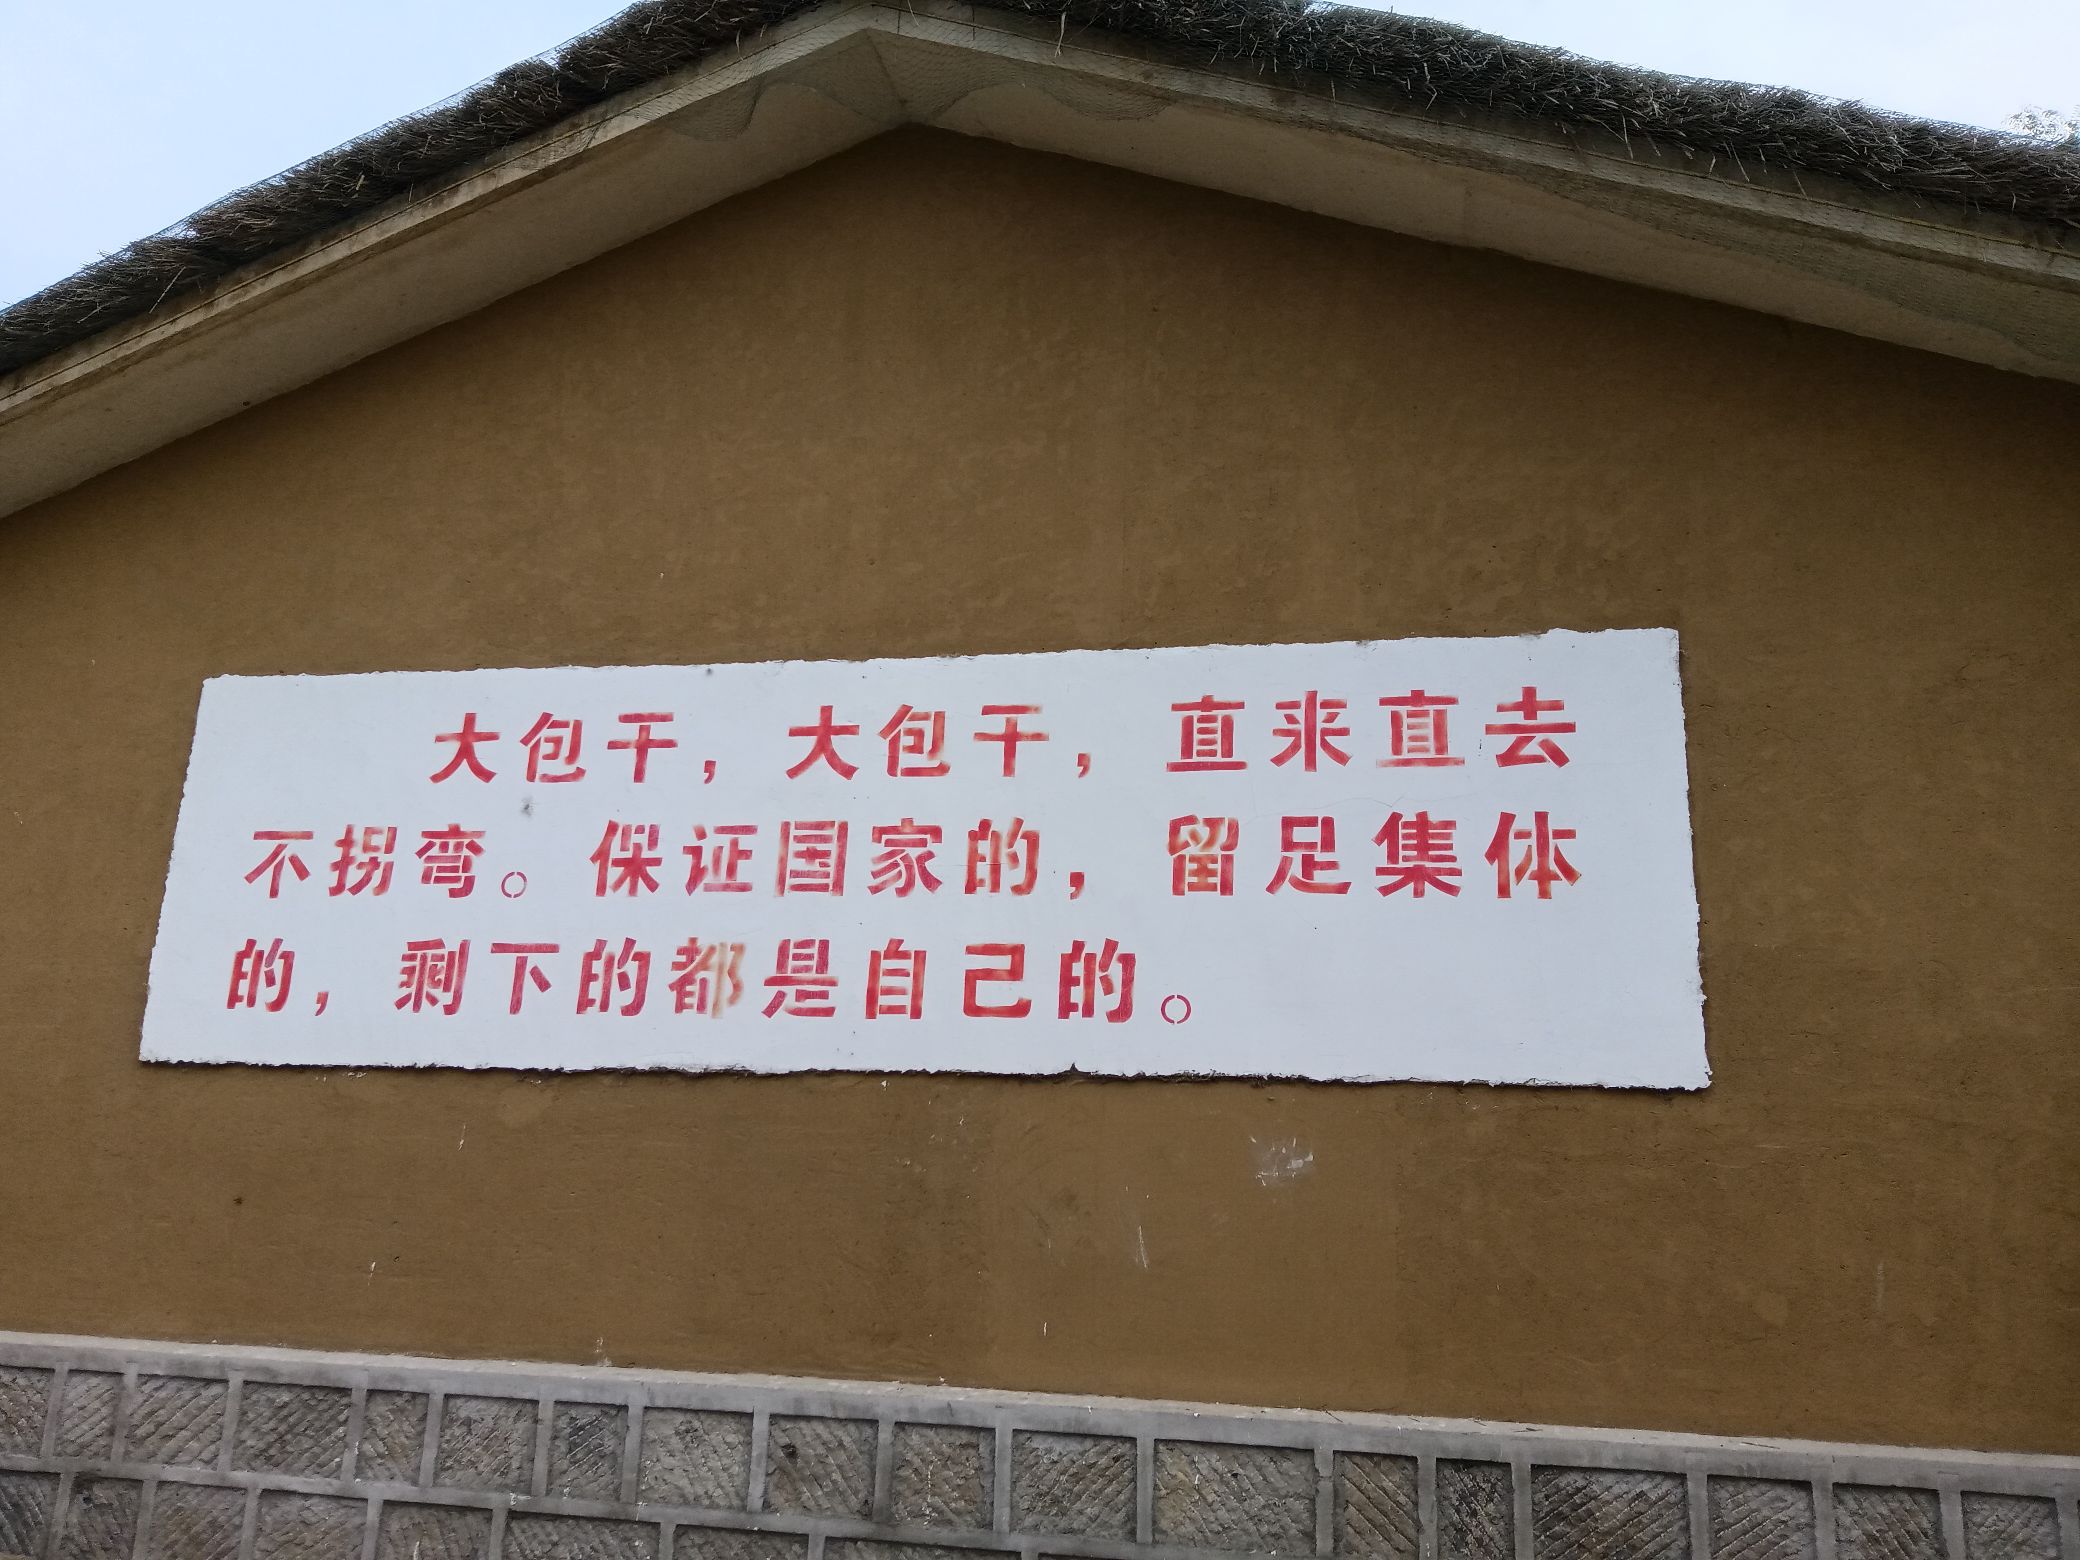 大包干，大包干，直来直去
不拐弯。保证国家的，留足集体
的，剩下的都是自己的。